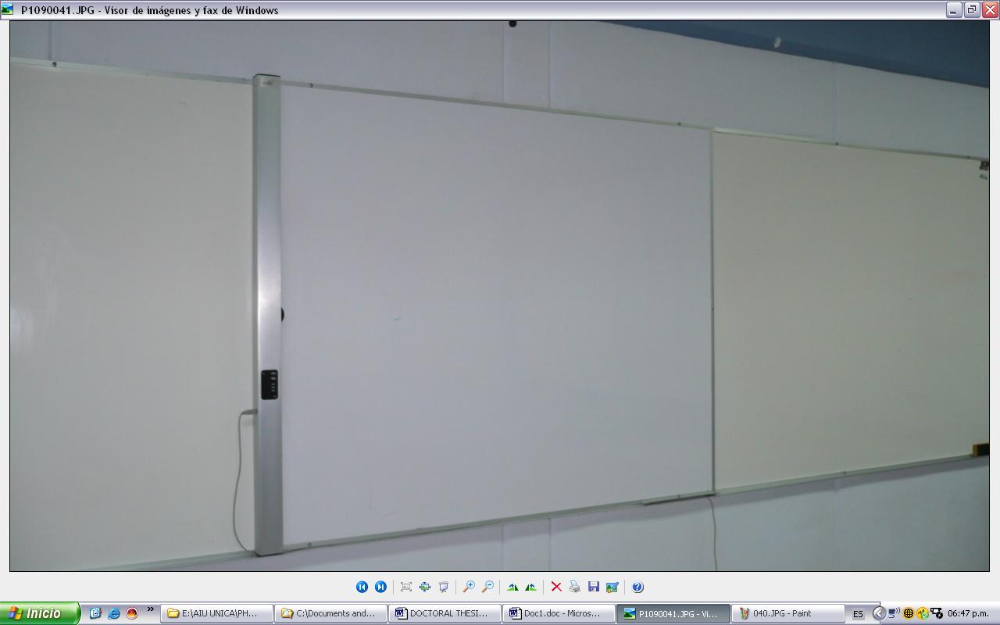 P1090041.JPG - Visor de imágenes y fax de Windows
Inicio
»
E:\AIU UNICA\PH...
C:\Documents and...
DOCTORAL THESI...
Doc1.doc - Micros...
P1090041.JPG - Vi...
040.JPG - Paint
ES
06:47 p.m.